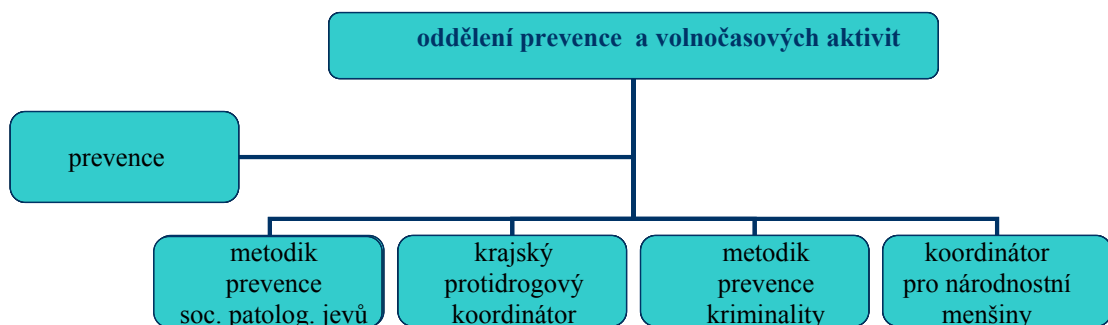 oddělení prevence a volnočasových aktivit
prevence
metodik
prevence
soc. patolog. jevů
krajský
protidrogový
koordinátor
metodik
prevence
kriminality
koordinátor
pro národnostní
menšiny